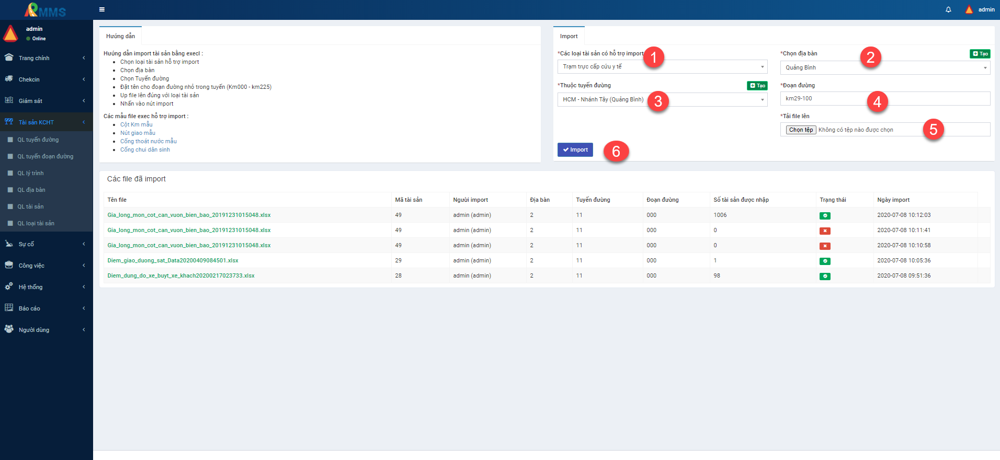 RMMS
admin
admin
Online
Trang chính
Chekcin
Giám sát
Tài sản KCHT
QL tuyến đường
QL tuyến đoạn đường
QL lý trình
QL địa bàn
QL tài sản
QL loại tài sản
Sự cố
Công việc
Hệ thống
Báo cáo
Người dùng
Hướng dẫn
Hướng dẫn import tài sản bằng execl :
Chọn loại tài sản hỗ trợ import
Chọn địa bàn
Chọn Tuyến đường
Đặt tên cho đoạn đường nhỏ trong tuyến (Km000 - km225)
Up file lên đúng với loại tài sản
Nhấn vào nút import
Các mẫu file exec hỗ trợ import :
Cột Km mẫu
Nút giao mẫu
Cống thoát nước mẫu
Cống chui dân sinh
Import
*Các loại tài sản có hỗ trợ import 1
Trạm trực cấp cứu y tế
*Chọn địa bàn 2 Tạo
Quảng Bình
*Thuộc tuyến đường Tạo
HCM - Nhánh Tây (Quảng Bình) 3
*Đoạn đường
km29-100 4
*Tải file lên
Chọn tệp Không có tệp nào được chọn 5
Import 6
Các file đã import
Tên file Mã tài sản Người import Địa bàn Tuyến đường Đoạn đường Số tài sản được nhập Trạng thái Ngày import
Gia_long_mon_cot_can_vuon_bien_bao_20191231015048.xlsx 49 admin (admin) 2 11 000 1006 2020-07-08 10:12:03
Gia_long_mon_cot_can_vuon_bien_bao_20191231015048.xlsx 49 admin (admin) 2 11 000 0 2020-07-08 10:11:41
Gia_long_mon_cot_can_vuon_bien_bao_20191231015048.xlsx 49 admin (admin) 2 11 000 0 2020-07-08 10:10:58
Diem_giao_duong_sat_Data20200409084501.xlsx 29 admin (admin) 2 11 000 1 2020-07-08 10:05:36
Diem_dung_do_xe_buyt_xe_khach20200217023733.xlsx 28 admin (admin) 2 11 000 98 2020-07-08 09:51:36